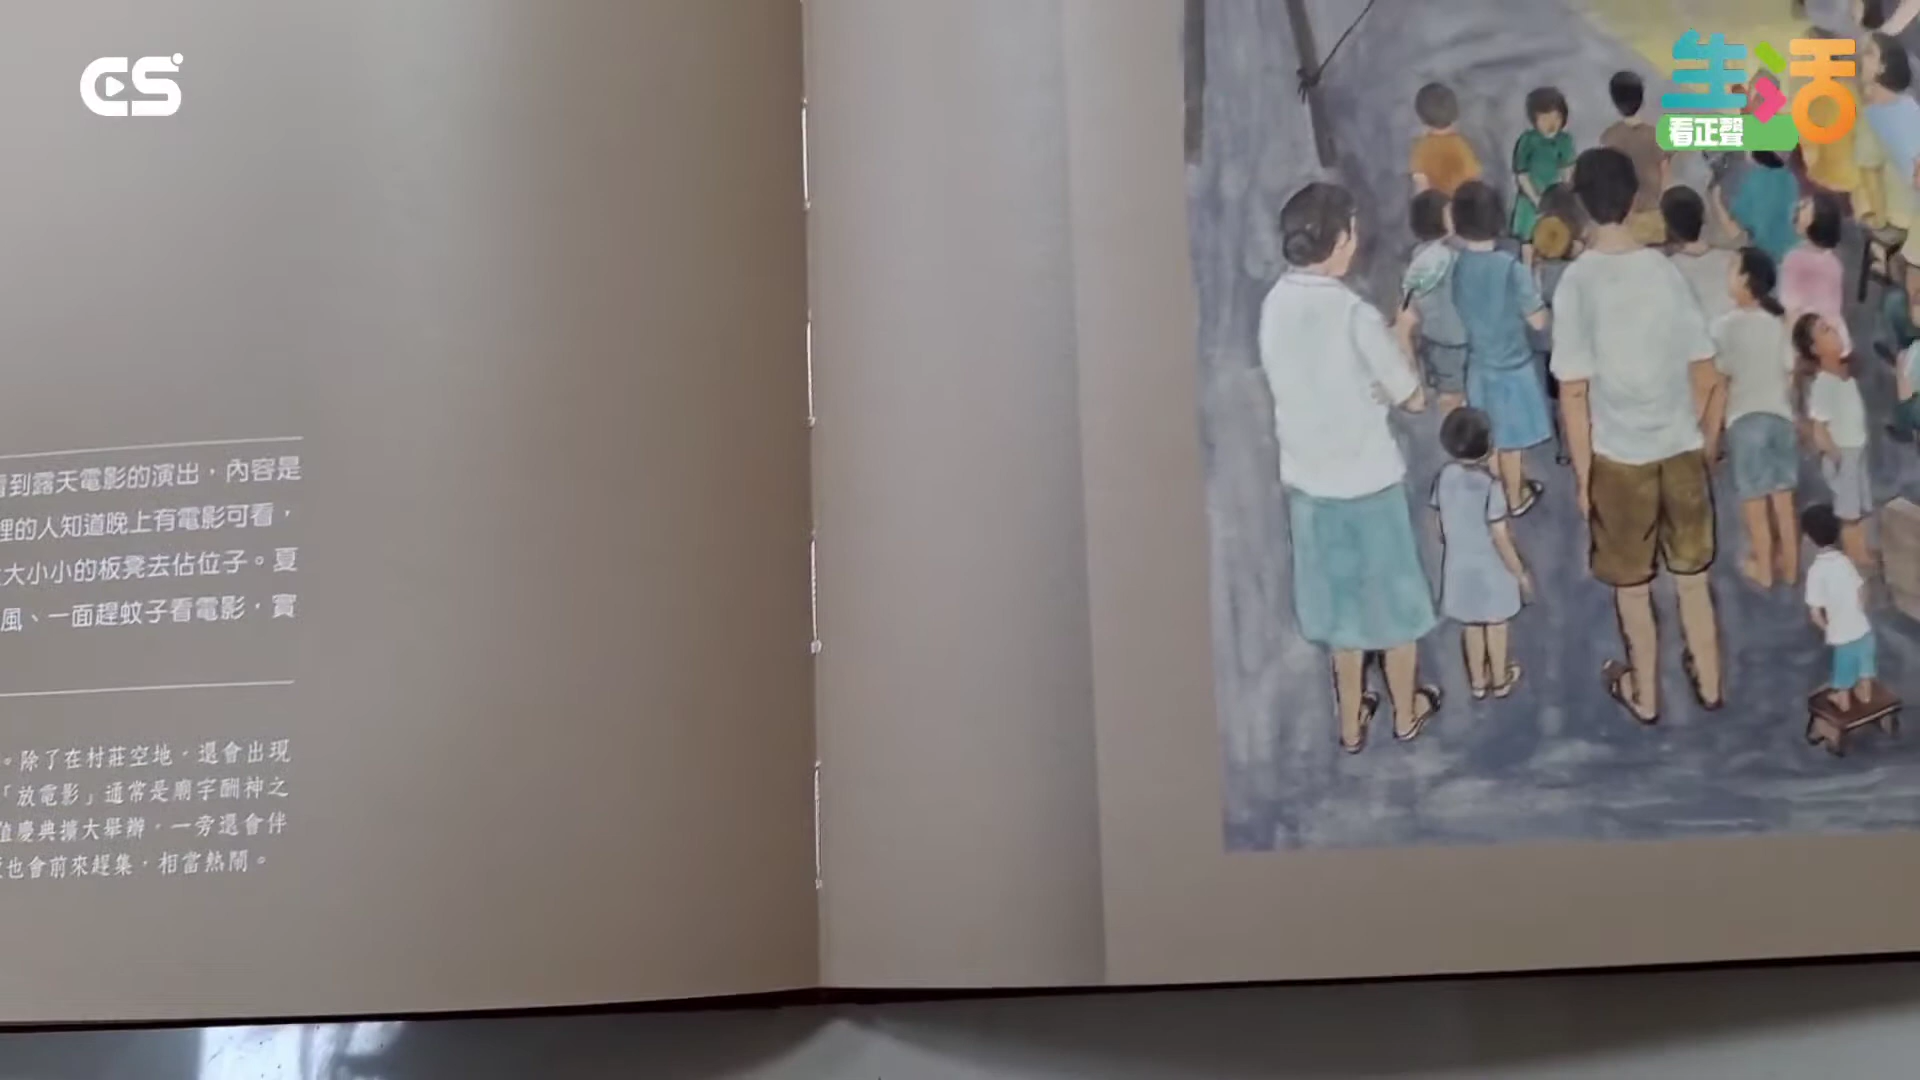 CS
生活
看正聲
看到露天電影的演出，內容是
裡的人知道晚上有電影可看，
大大小小的板凳去佔位子。夏
風、一面趕蚊子看電影，實
。除了在村莊空地，還會出現
「放電影」通常是廟宇酬神之
值慶典擴大舉辦，一旁還會伴
也會前來趕集，相當熱鬧。